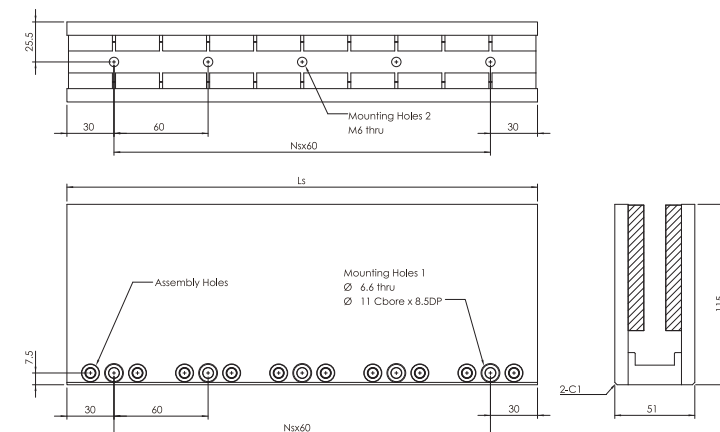 25.5
30
60
30
Mounting Holes 2
M6 thru
Nsx60
Ls
Assembly Holes
Mounting Holes 1
Ø 6.6 thru
Ø 11 Cbore x 8.5DP
7.5
30
60
30
Nsx60
2-C1
51
115